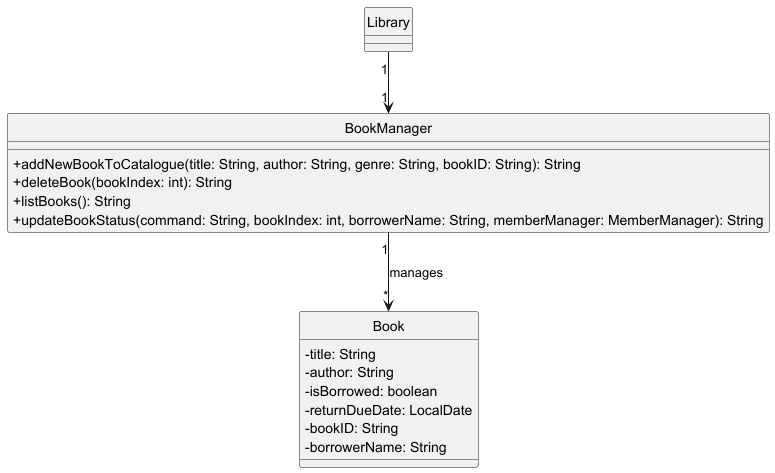 Library
1
1
BookManager
+addNewBookToCatalogue(title: String, author: String, genre: String, bookID: String): String
+deleteBook(bookIndex: int): String
+listBooks(): String
+updateBookStatus(command: String, bookIndex: int, borrowerName: String, memberManager: MemberManager): String
1
manages
*
Book
-title: String
-author: String
-isBorrowed: boolean
-returnDueDate: LocalDate
-bookID: String
-borrowerName: String